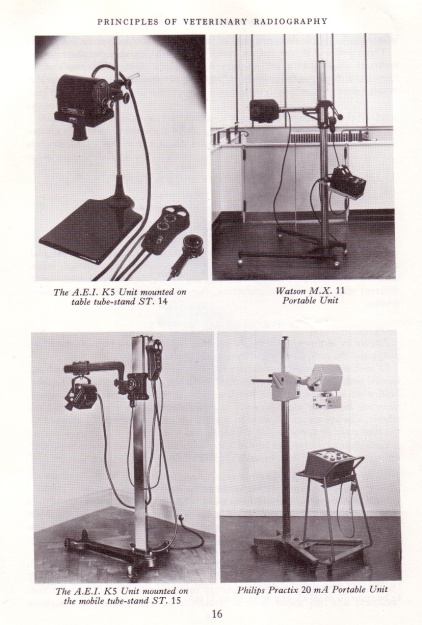 PRINCIPLES OF VETERINARY RADIOGRAPHY
The A.E.I. K5 Unit mounted on
table tube-stand ST. 14
Watson M.X. 11
Portable Unit
The A.E.I. K5 Unit mounted on
the mobile tube-stand ST. 15
Philips Practix 20 mA Portable Unit
16